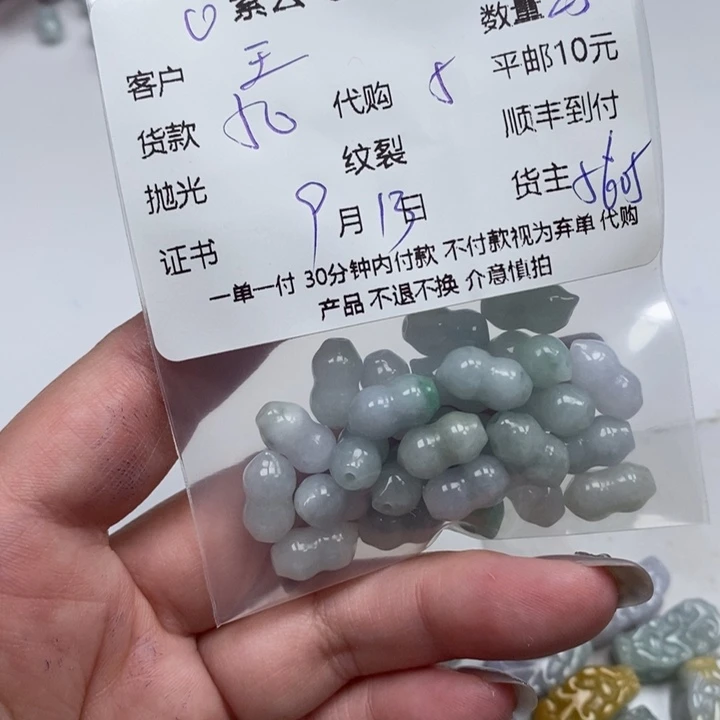 数量
客户 王 平邮10元
货款 代购 顺丰到付
纹裂
抛光 货主
9月13日
证书
一单一付 30分钟内付款 不付款视为弃单 代购
产品 不退不换 介意慎拍